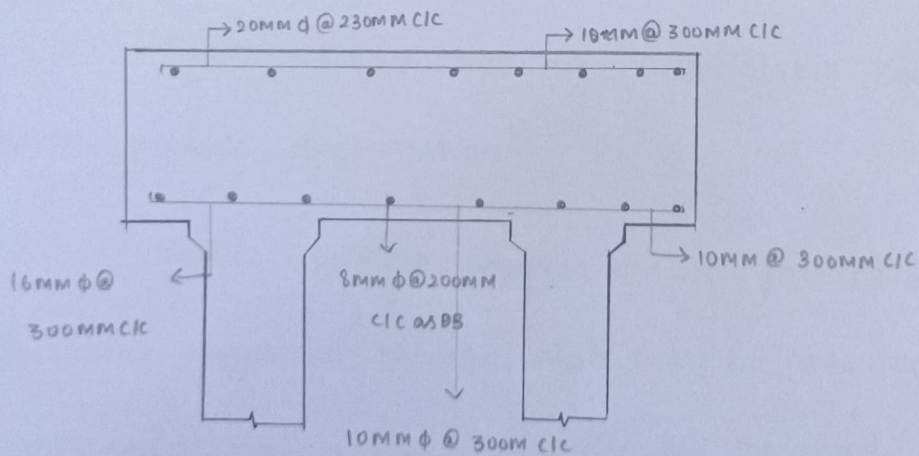 20MM φ @ 230MM C/C
10MM @ 300MM C/C
16MM φ @
300MM C/C
8MM φ @ 200MM
C/C as DB
10MM @ 300MM C/C
10MM φ @ 300M C/C